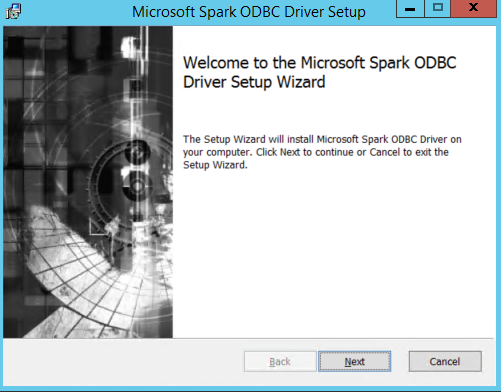 Microsoft Spark ODBC Driver Setup
Welcome to the Microsoft Spark ODBC
Driver Setup Wizard
The Setup Wizard will install Microsoft Spark ODBC Driver on
your computer. Click Next to continue or Cancel to exit the
Setup Wizard.
Back Next Cancel